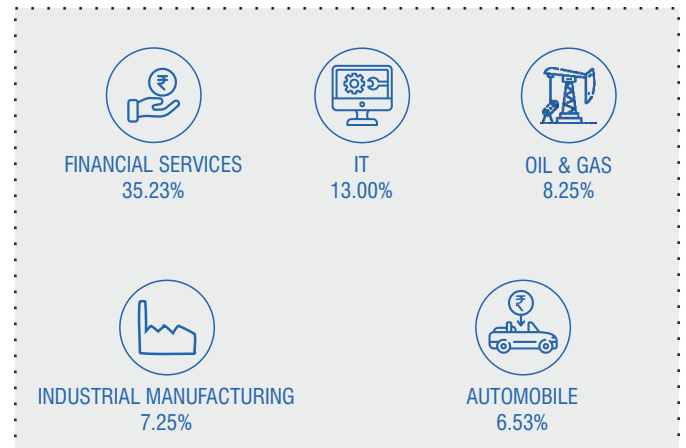 FINANCIAL SERVICES
35.23%
IT
13.00%
OIL & GAS
8.25%
INDUSTRIAL MANUFACTURING
7.25%
AUTOMOBILE
6.53%